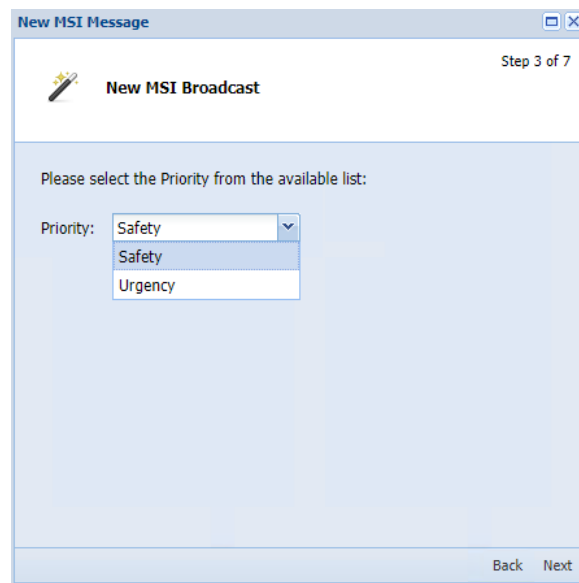 New MSI Message
Step 3 of 7
New MSI Broadcast
Please select the Priority from the available list:
Priority: Safety
Safety
Urgency
Back Next